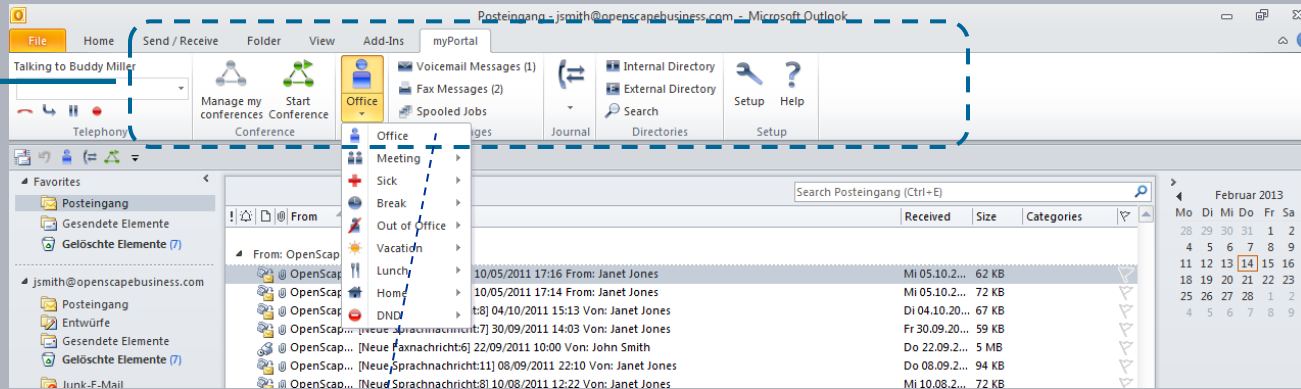 Posteingang - jsmith@openscapebusiness.com - Microsoft Outlook
File Home Send / Receive Folder View Add-Ins myPortal
Talking to Buddy Miller
Manage my conferences
Start Conference
Office
Voicemail Messages (1)
Fax Messages (2)
Spooled Jobs
Internal Directory
External Directory
Search
Setup Help
Telephony Conference ges Journal Directories Setup
Office
Meeting
Sick
Break
Out of Office
Vacation
Lunch
Home
DND
Favorites
Posteingang
Gesendete Elemente
Gelöschte Elemente (7)
jsmith@openscapebusiness.com
Posteingang
Entwürfe
Gesendete Elemente
Gelöschte Elemente (7)
Junk-E-Mail
Search Posteingang (Ctrl+E)
! From Received Size Categories
From: OpenScap
OpenScap 10/05/2011 17:16 From: Janet Jones Mi 05.10.2... 62 KB
OpenScap 10/05/2011 17:14 From: Janet Jones Mi 05.10.2... 72 KB
OpenScap t:8] 04/10/2011 15:13 Von: Janet Jones Di 04.10.20... 67 KB
OpenScap... [Neue Sprachnachricht:7] 30/09/2011 14:03 Von: Janet Jones Fr 30.09.20... 59 KB
OpenScap... [Neue Faxnachricht:6] 22/09/2011 10:00 Von: John Smith Do 22.09.2... 5 MB
OpenScap... [Neue Sprachnachricht:11] 08/09/2011 22:10 Von: Janet Jones Do 08.09.2... 94 KB
OpenScap... [Neue Sprachnachricht:8] 10/08/2011 12:22 Von: Janet Jones Mi 10.08.2... 72 KB
Februar 2013
Mo Di Mi Do Fr Sa
28 29 30 31 1 2
4 5 6 7 8 9
11 12 13 14 15 16
18 19 20 21 22 23
25 26 27 28 1 2
4 5 6 7 8 9